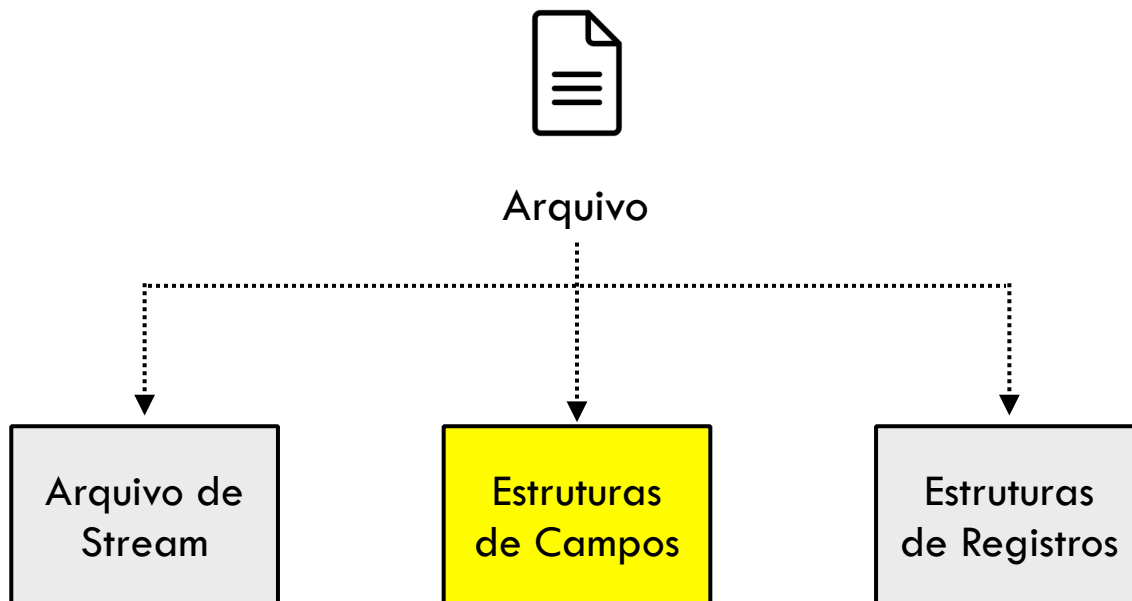 Arquivo
Arquivo de
Stream
Estruturas
de Campos
Estruturas
de Registros